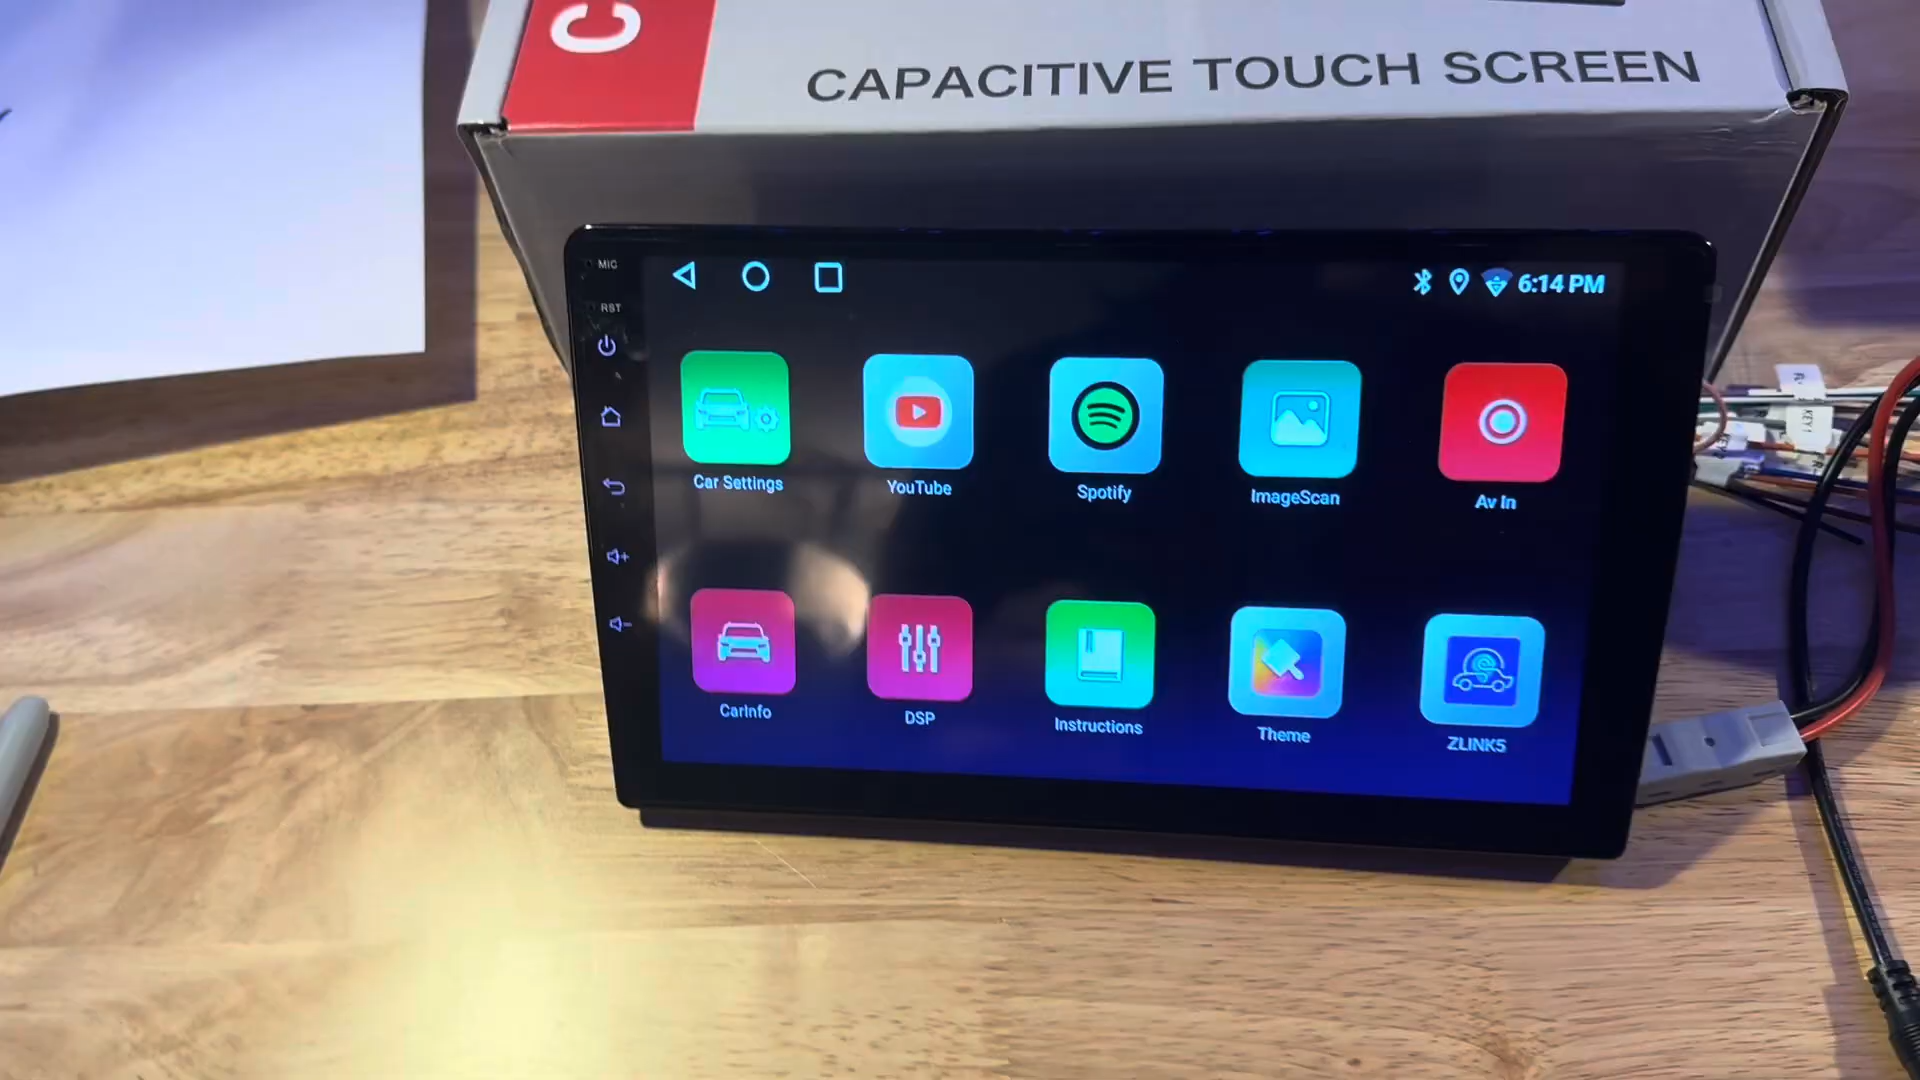 C
CAPACITIVE TOUCH SCREEN
MIC
RST
6:14 PM
Car Settings
YouTube
Spotify
ImageScan
Av In
CarInfo
DSP
Instructions
Theme
ZLINK5
KEY1